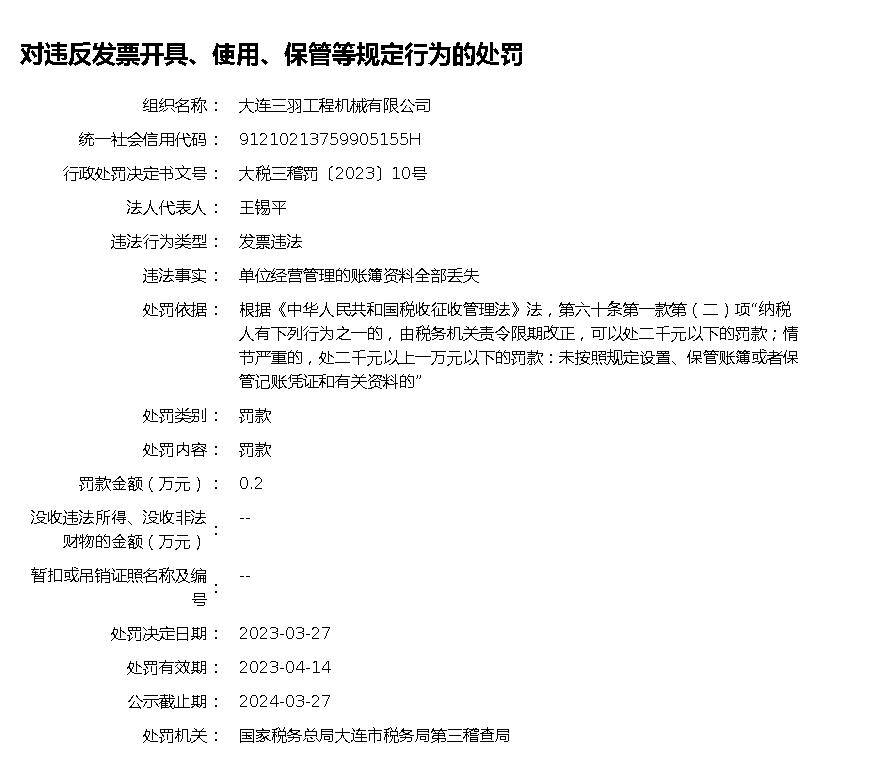 对违反发票开具、使用、保管等规定行为的处罚
组织名称： 大连三羽工程机械有限公司
统一社会信用代码： 91210213759905155H
行政处罚决定书文号： 大税三稽罚〔2023〕10号
法人代表人： 王锡平
违法行为类型： 发票违法
违法事实： 单位经营管理的账簿资料全部丢失
处罚依据： 根据《中华人民共和国税收征收管理法》法，第六十条第一款第（二）项“纳税
人有下列行为之一的，由税务机关责令限期改正，可以处二千元以下的罚款；情
节严重的，处二千元以上一万元以下的罚款：未按照规定设置、保管账簿或者保
管记账凭证和有关资料的”
处罚类别： 罚款
处罚内容： 罚款
罚款金额（万元）： 0.2
没收违法所得、没收非法
财物的金额（万元）： --
暂扣或吊销证照名称及编
号： --
处罚决定日期： 2023-03-27
处罚有效期： 2023-04-14
公示截止期： 2024-03-27
处罚机关： 国家税务总局大连市税务局第三稽查局